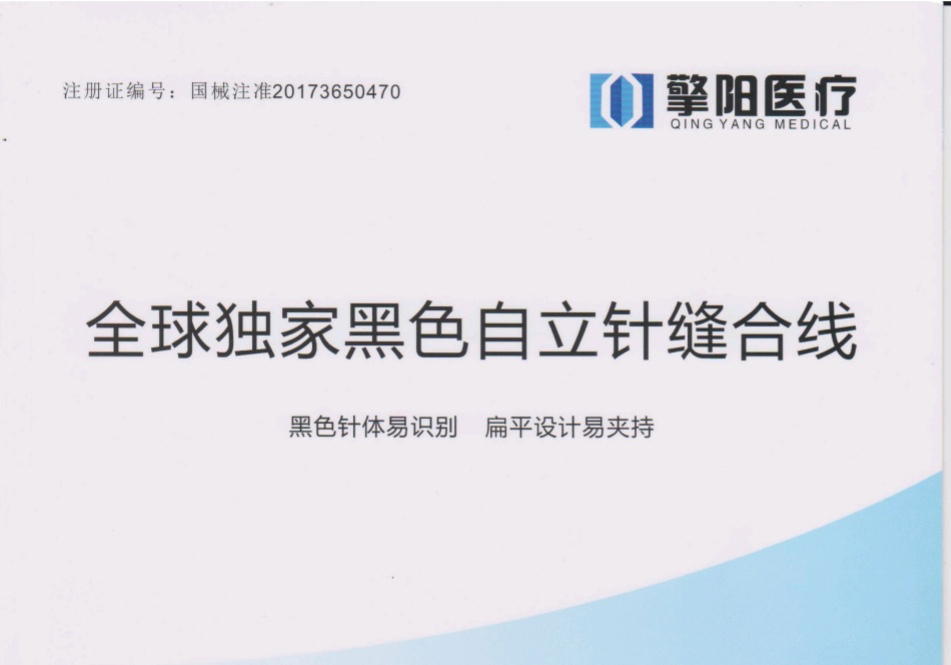 注册证编号：国械注准20173650470
擎阳医疗
QING YANG MEDICAL
全球独家黑色自立针缝合线
黑色针体易识别 扁平设计易夹持